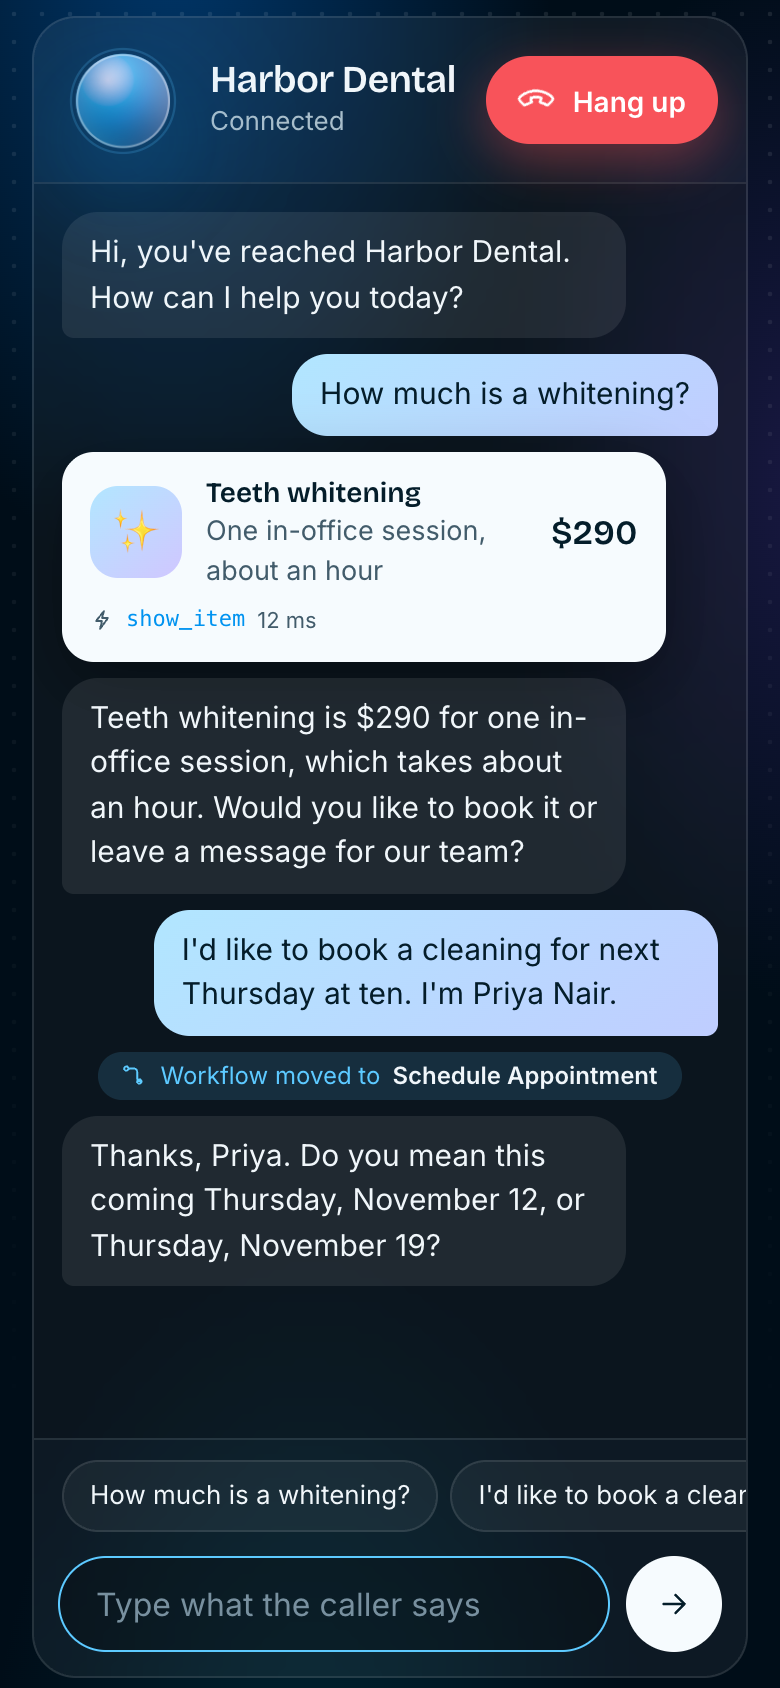 Harbor Dental
Connected
Hang up
Hi, you've reached Harbor Dental.
How can I help you today?
How much is a whitening?
Teeth whitening
One in-office session,
about an hour
$290
show_item 12 ms
Teeth whitening is $290 for one in-
office session, which takes about
an hour. Would you like to book it or
leave a message for our team?
I'd like to book a cleaning for next
Thursday at ten. I'm Priya Nair.
Workflow moved to Schedule Appointment
Thanks, Priya. Do you mean this
coming Thursday, November 12, or
Thursday, November 19?
How much is a whitening?
I'd like to book a clear
Type what the caller says